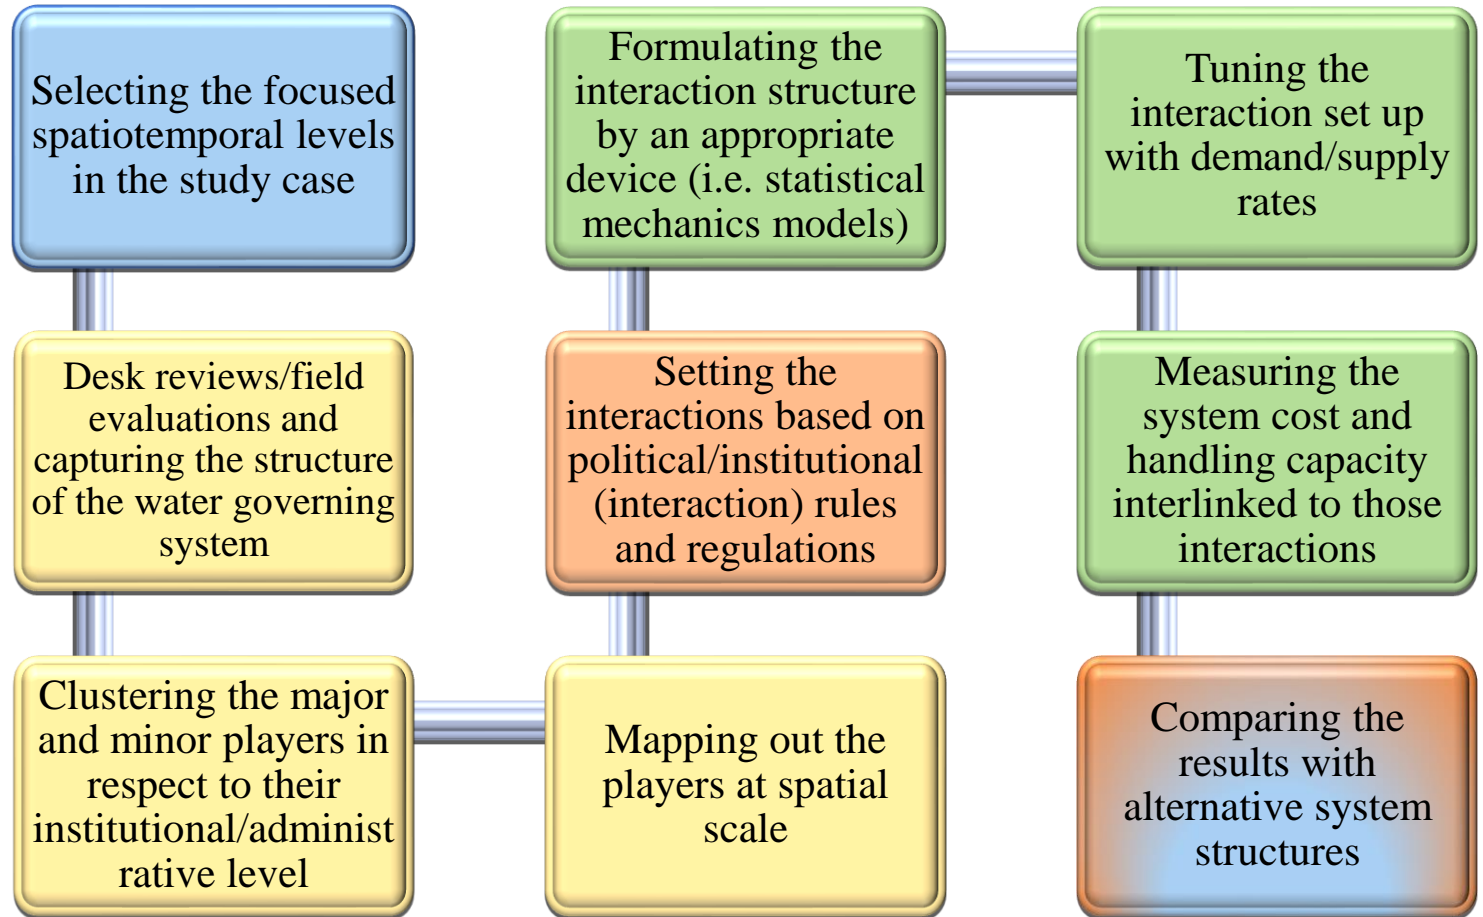 Selecting the focused
spatiotemporal levels
in the study case
Desk reviews/field
evaluations and
capturing the structure
of the water governing
system
Clustering the major
and minor players in
respect to their
institutional/administ
rative level
Mapping out the
players at spatial
scale
Setting the
interactions based on
political/institutional
(interaction) rules
and regulations
Formulating the
interaction structure
by an appropriate
device (i.e. statistical
mechanics models)
Tuning the
interaction set up
with demand/supply
rates
Measuring the
system cost and
handling capacity
interlinked to those
interactions
Comparing the
results with
alternative system
structures